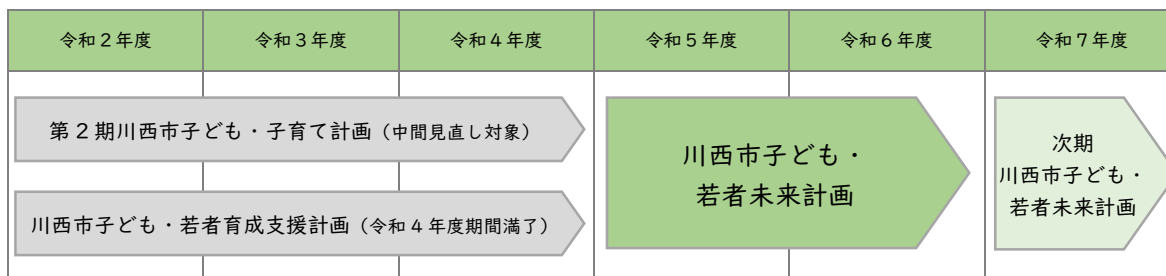 令和２年度
令和３年度
令和４年度
令和５年度
令和６年度
令和７年度
第２期川西市子ども・子育て計画（中間見直し対象）
川西市子ども・若者育成支援計画（令和４年度期間満了）
川西市子ども・
若者未来計画
次期
川西市子ども・
若者未来計画